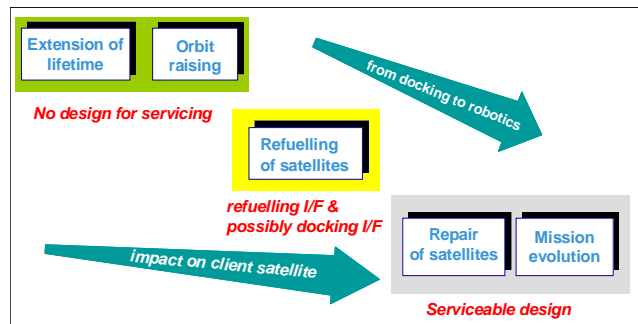 Extension of
lifetime
Orbit
raising
from docking to robotics
No design for servicing
Refuelling
of satellites
refuelling I/F &
possibly docking I/F
impact on client satellite
Repair
of satellites
Mission
evolution
Serviceable design